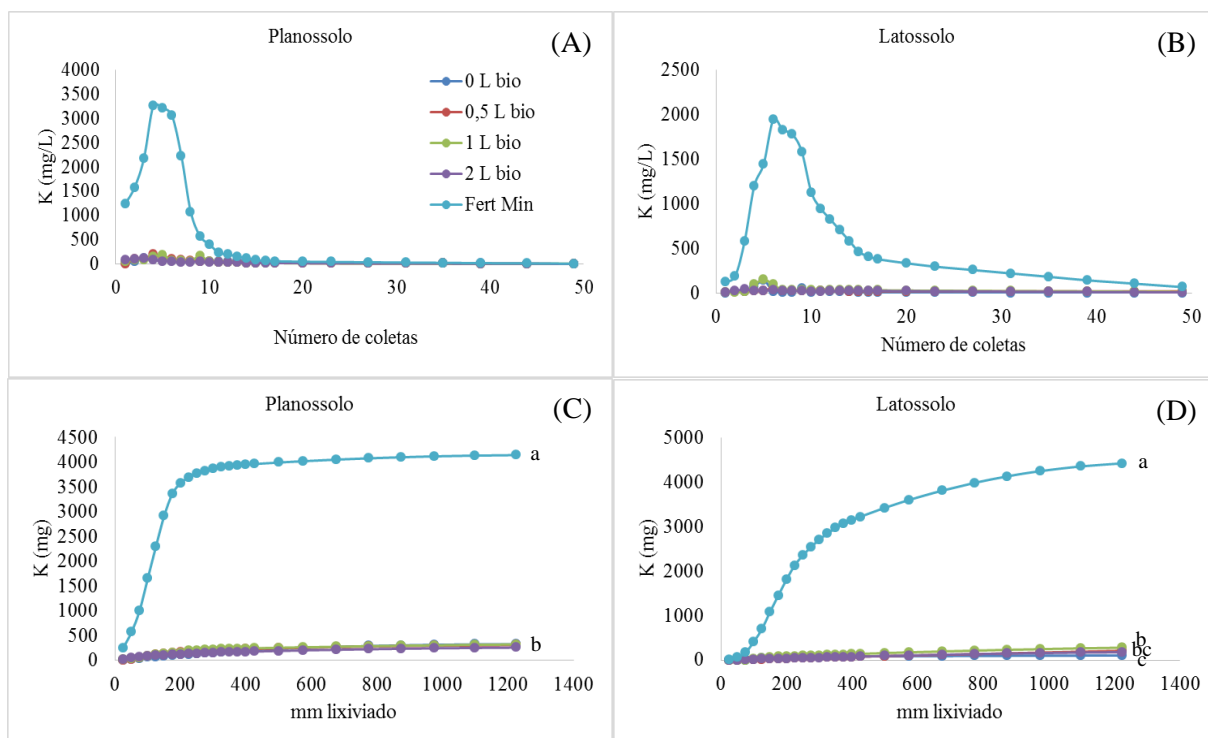 Planossolo
(A)
K (mg/L)
4000
3500
3000
2500
2000
1500
1000
500
0
0 10 20 30 40 50
Número de coletas
0 L bio
0,5 L bio
1 L bio
2 L bio
Fert Min
Latossolo
(B)
K (mg/L)
2500
2000
1500
1000
500
0
0 10 20 30 40 50
Número de coletas
Planossolo
(C)
K (mg)
4500
4000
3500
3000
2500
2000
1500
1000
500
0
0 200 400 600 800 1000 1200 1400
mm lixiviado
a
b
Latossolo
(D)
K (mg)
5000
4000
3000
2000
1000
0
0 200 400 600 800 1000 1200 1400
mm lixiviado
a
b
bc
c